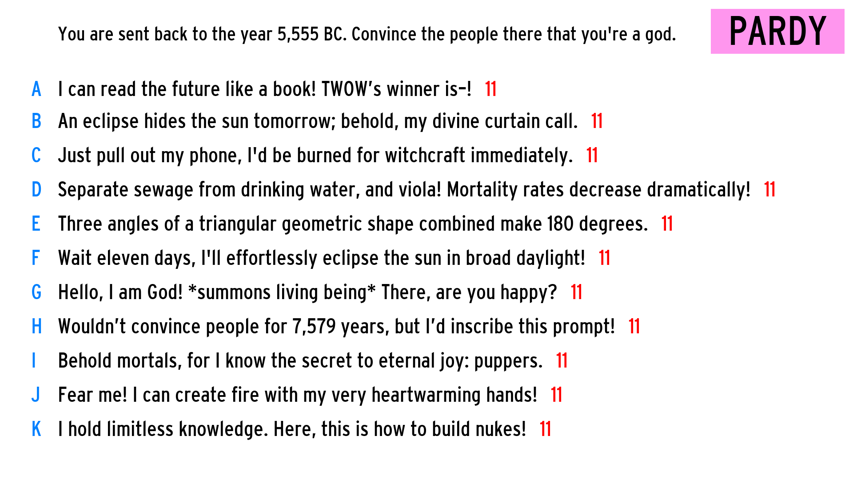 You are sent back to the year 5,555 BC. Convince the people there that you're a god.
PARDY
A I can read the future like a book! TWOW’s winner is–! 11
B An eclipse hides the sun tomorrow; behold, my divine curtain call. 11
C Just pull out my phone, I'd be burned for witchcraft immediately. 11
D Separate sewage from drinking water, and viola! Mortality rates decrease dramatically! 11
E Three angles of a triangular geometric shape combined make 180 degrees. 11
F Wait eleven days, I'll effortlessly eclipse the sun in broad daylight! 11
G Hello, I am God! *summons living being* There, are you happy? 11
H Wouldn’t convince people for 7,579 years, but I’d inscribe this prompt! 11
I Behold mortals, for I know the secret to eternal joy: puppers. 11
J Fear me! I can create fire with my very heartwarming hands! 11
K I hold limitless knowledge. Here, this is how to build nukes! 11